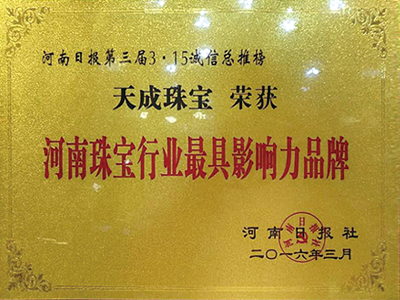 河南日报第三届3·15诚信总推榜
天成珠宝 荣获
河南珠宝行业最具影响力品牌
河南日报社
二〇一六年三月